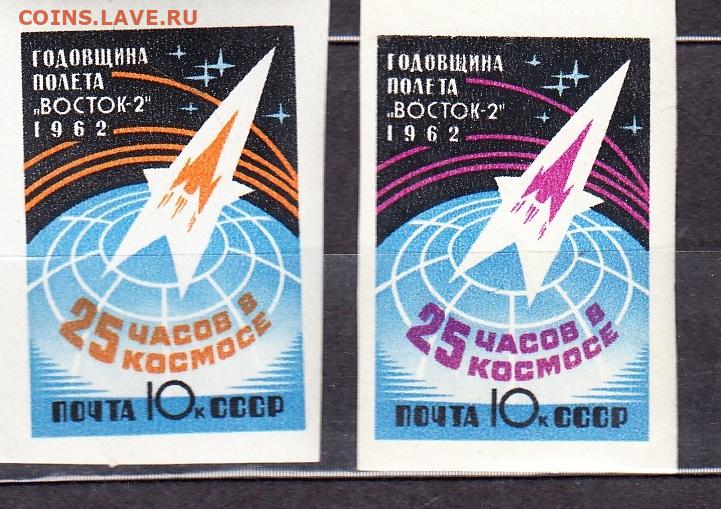 COINS.LAVE.RU
ГОДОВЩИНА
ПОЛЕТА
„ВОСТОК-2"
1962
25 ЧАСОВ В
КОСМОСЕ
ПОЧТА 10К СССР
ГОДОВЩИНА
ПОЛЕТА
„ВОСТОК-2"
1962
25 ЧАСОВ В
КОСМОСЕ
ПОЧТА 10К СССР